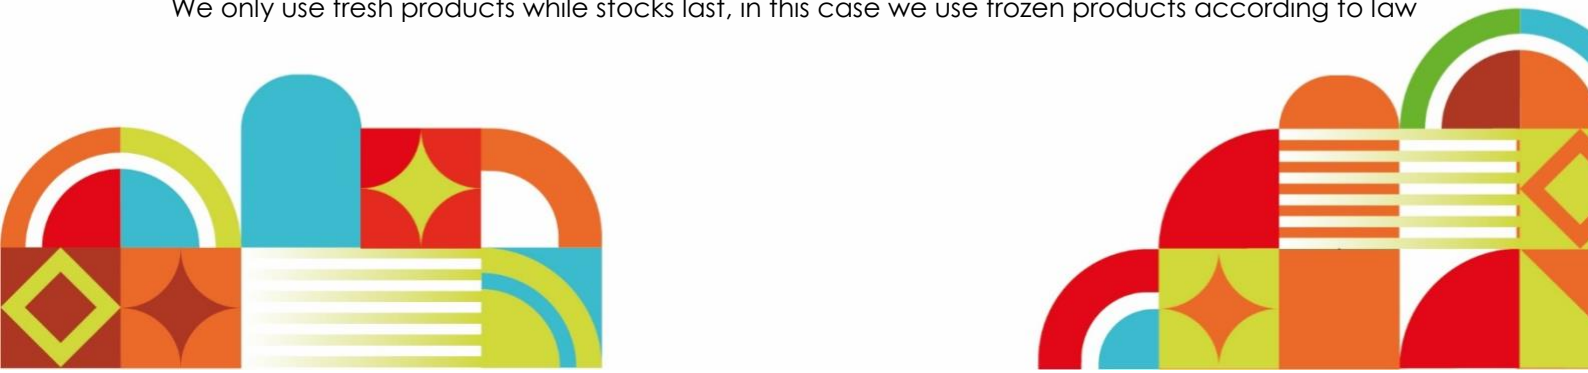 We only use fresh products while stocks last, in this case we use frozen products according to law